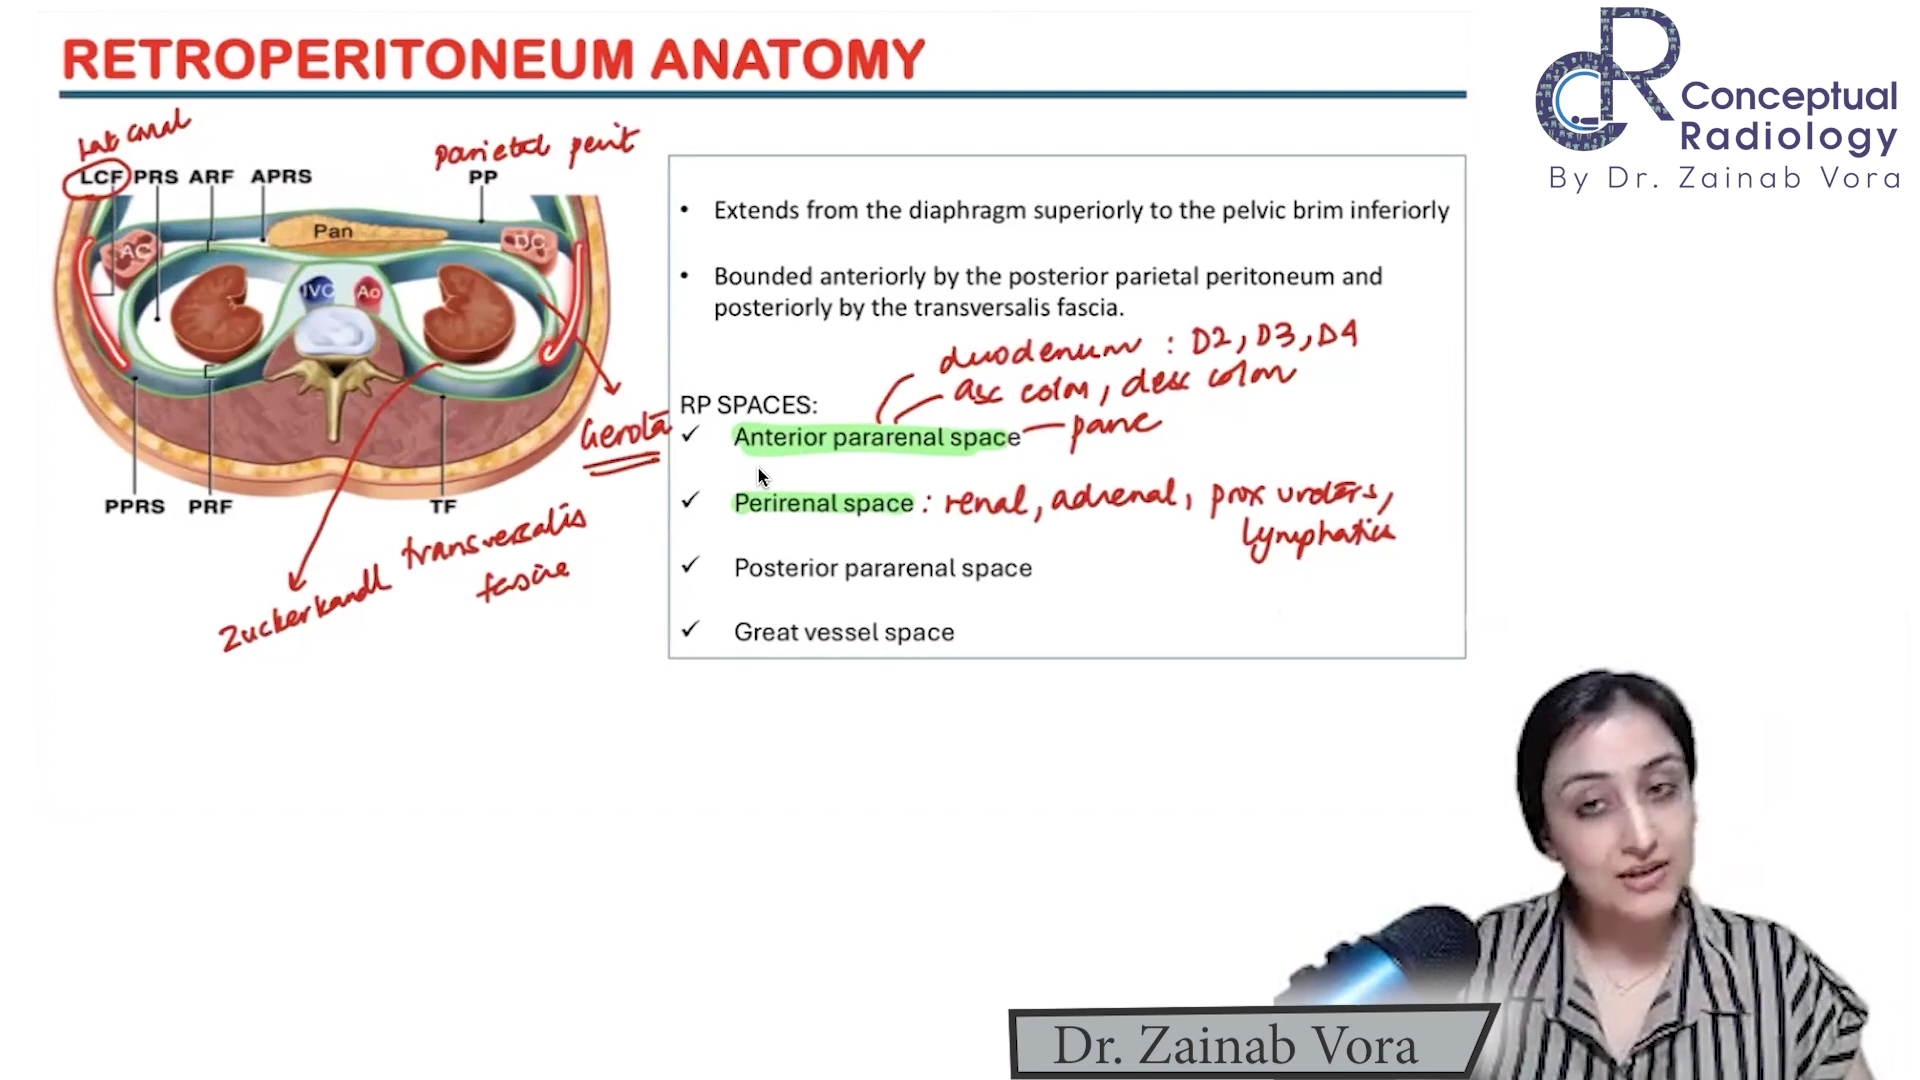 RETROPERITONEUM ANATOMY
Conceptual
Radiology
By Dr. Zainab Vora
Lat conal
parietal perit
LCF PRS ARF APRS PP
Pan
AC
DC
IVC Ao
PPRS PRF TF
Gerota
Zuckerkandl
transversalis
fascia
• Extends from the diaphragm superiorly to the pelvic brim inferiorly
• Bounded anteriorly by the posterior parietal peritoneum and
posteriorly by the transversalis fascia.
duodenum : D2, D3, D4
asc colon, desc colon
RP SPACES:
✓ Anterior pararenal space — panc
✓ Perirenal space : renal, adrenal, prox ureters,
lymphatics
✓ Posterior pararenal space
✓ Great vessel space
Dr. Zainab Vora